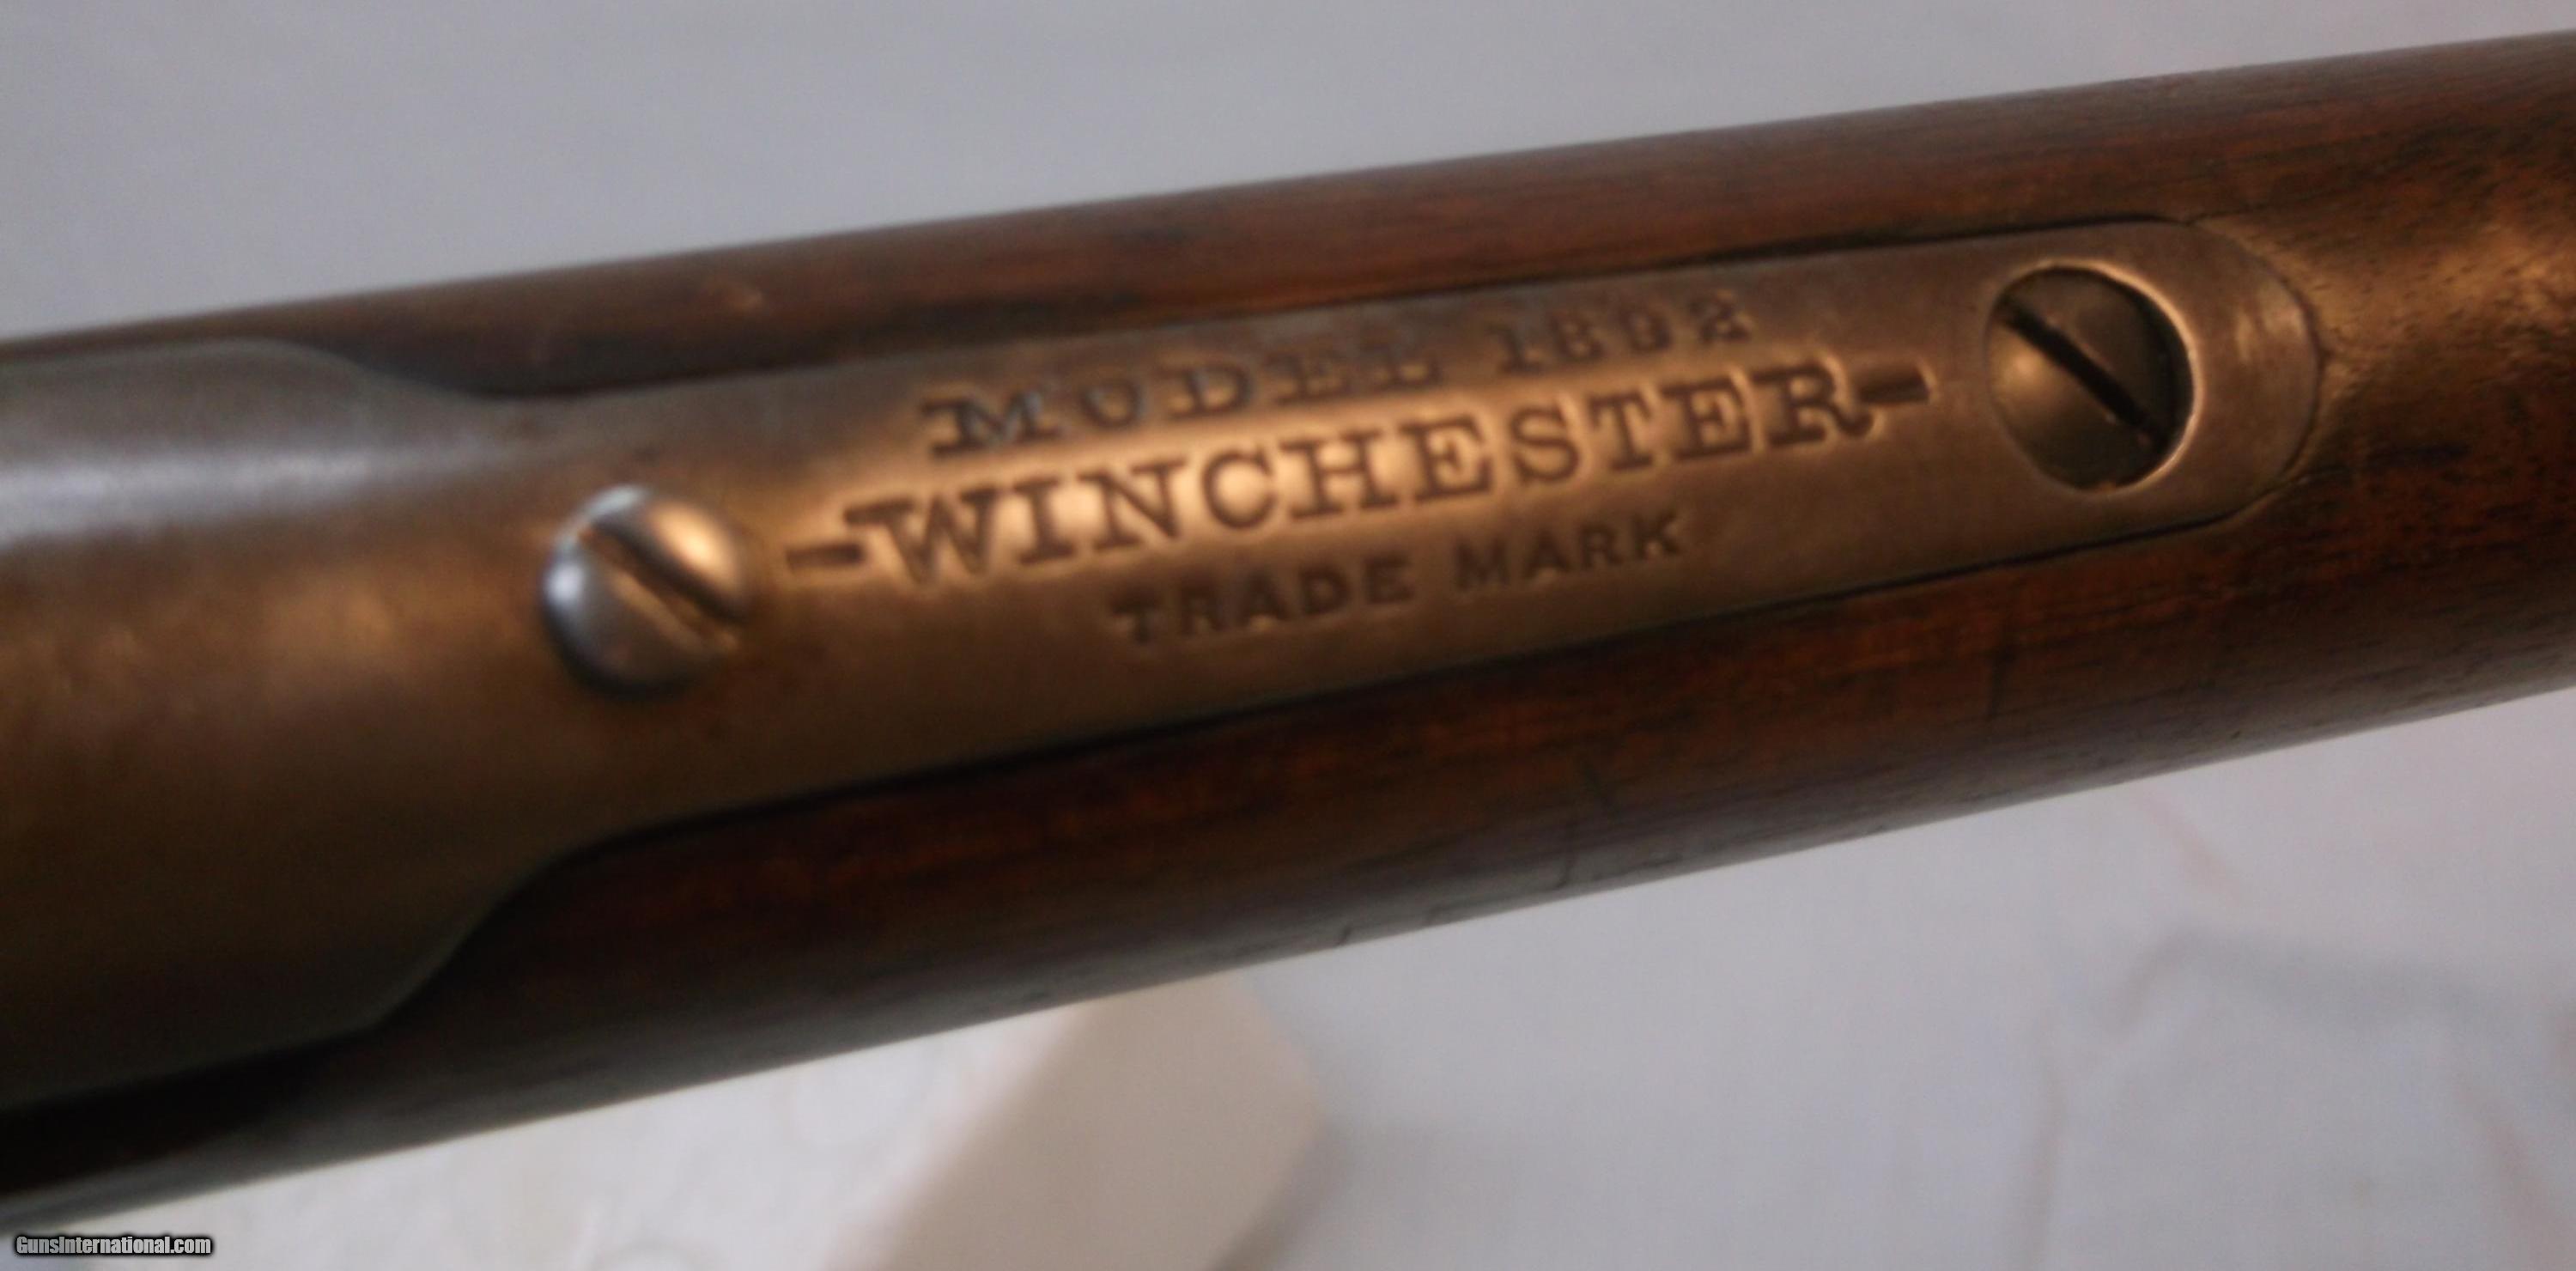 MODEL 1892
-WINCHESTER-
TRADE MARK
GunsInternational.com